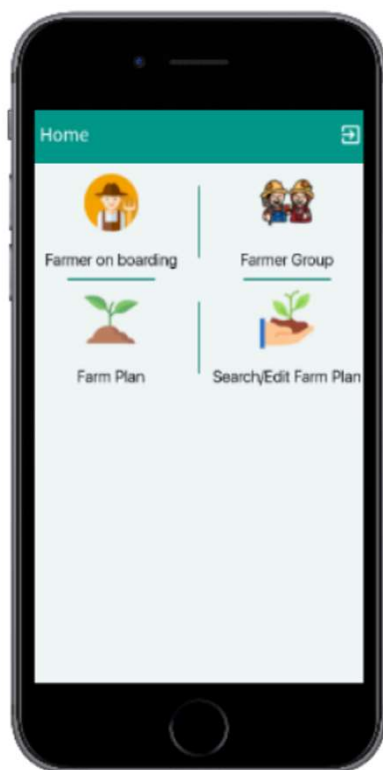 Home
Farmer on boarding
Farmer Group
Farm Plan
Search/Edit Farm Plan